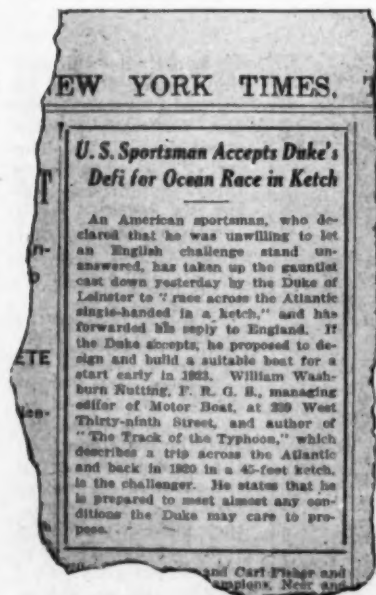 NEW YORK TIMES, T
U. S. Sportsman Accepts Duke's
Defi for Ocean Race in Ketch
An American sportsman, who de-
clared that he was unwilling to let
an English challenge stand un-
answered, has taken up the gauntlet
cast down yesterday by the Duke of
Leinster to "race across the Atlantic
single-handed in a ketch," and has
forwarded his reply to England. If
the Duke accepts, he proposed to de-
sign and build a suitable boat for a
start early in 1923. William Wash-
burn Nutting, F. R. G. S., managing
editor of Motor Boat, at 239 West
Thirty-ninth Street, and author of
"The Track of the Typhoon," which
describes a trip across the Atlantic
and back in 1920 in a 45-foot ketch,
is the challenger. He states that he
is prepared to meet almost any con-
ditions the Duke may care to pro-
pose.
ETE
and Carl Fisher and
and